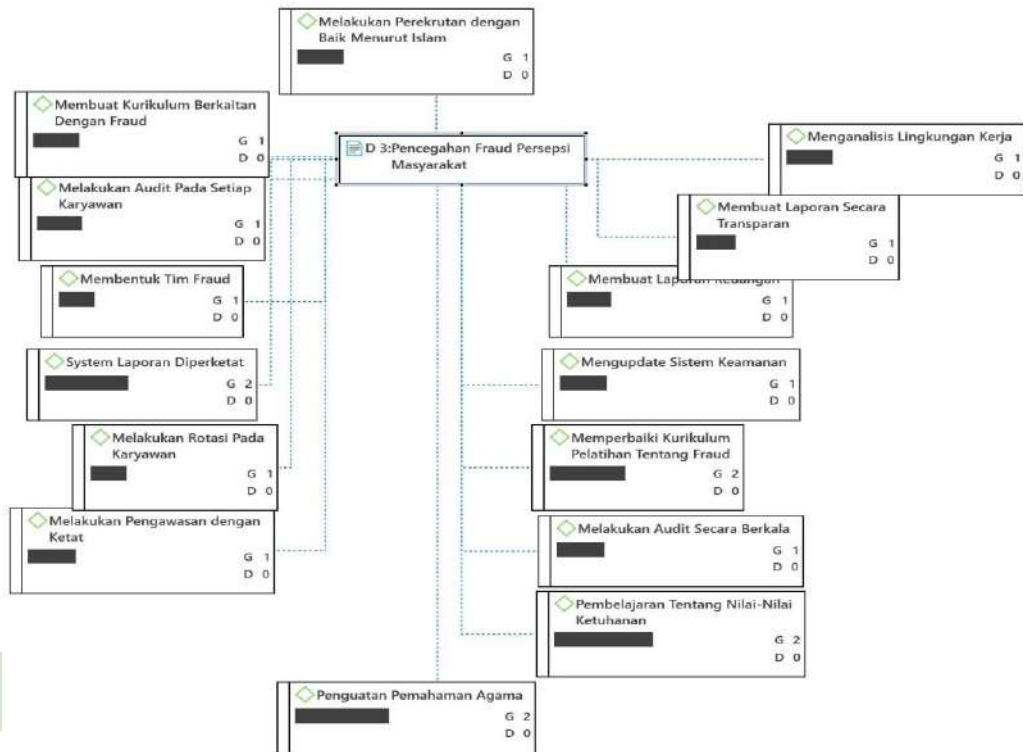 Melakukan Perekrutan dengan
Baik Menurut Islam
G 1
D 0
Membuat Kurikulum Berkaitan
Dengan Fraud
G 1
D 0
D 3:Pencegahan Fraud Persepsi
Masyarakat
Menganalisis Lingkungan Kerja
G 1
D 0
Melakukan Audit Pada Setiap
Karyawan
G 1
D 0
Membuat Laporan Secara
Transparan
G 1
D 0
Membentuk Tim Fraud
G 1
D 0
Membuat Laporan Keuangan
G 1
D 0
System Laporan Diperketat
G 2
D 0
Mengupdate Sistem Keamanan
G 1
D 0
Melakukan Rotasi Pada
Karyawan
G 1
D 0
Memperbaiki Kurikulum
Pelatihan Tentang Fraud
G 2
D 0
Melakukan Pengawasan dengan
Ketat
G 1
D 0
Melakukan Audit Secara Berkala
G 1
D 0
Pembelajaran Tentang Nilai-Nilai
Ketuhanan
G 2
D 0
Penguatan Pemahaman Agama
G 2
D 0